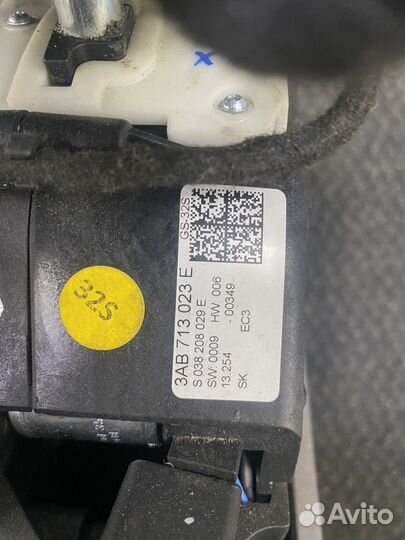 GS-32S
3AB 713 023 E
S 038 208 029 E
SW: 0009 HW: 006
13.254 - 00349
SK EC3
32S
x
Avito